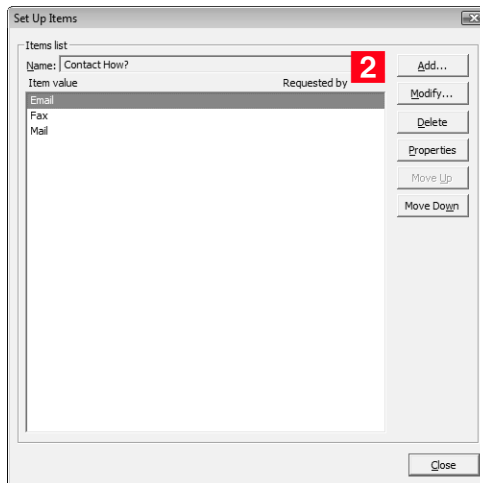 Set Up Items
Items list
Name: Contact How?
2
Add...
Item value Requested by
Modify...
Email
Fax
Delete
Mail
Properties
Move Up
Move Down
Close